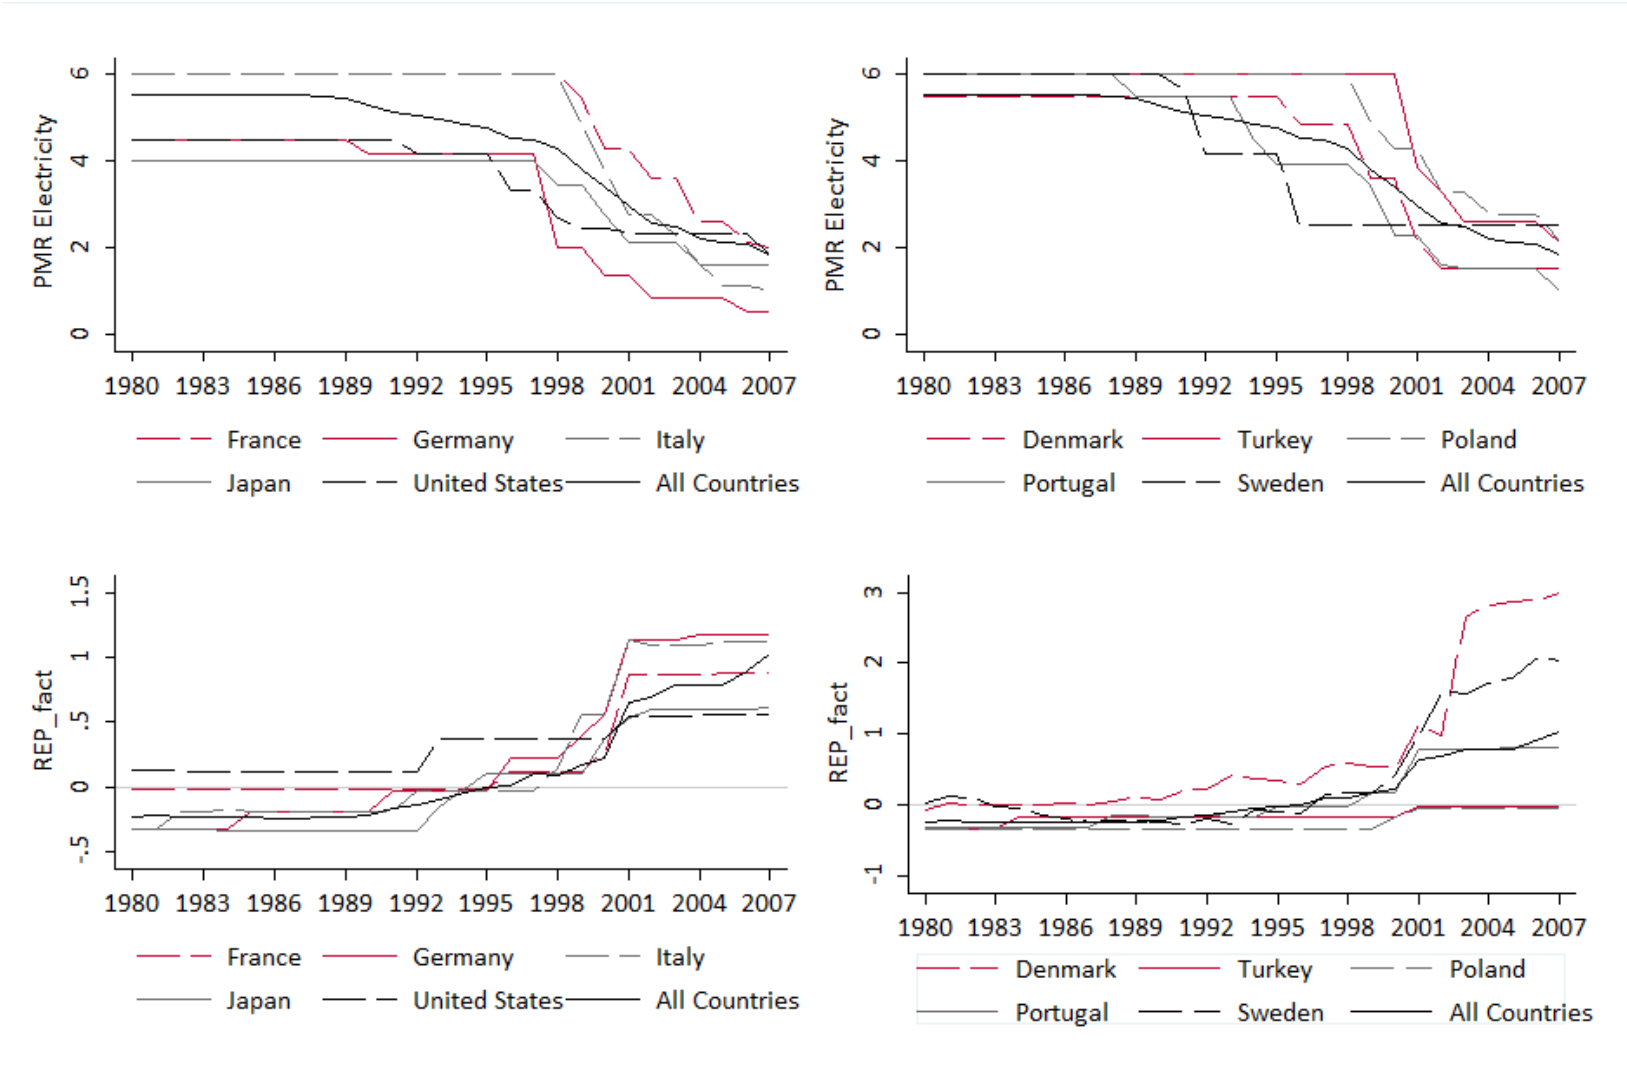 PMR Electricity
6
4
2
0
1980 1983 1986 1989 1992 1995 1998 2001 2004 2007
France Germany Italy
Japan United States All Countries
PMR Electricity
6
4
2
0
1980 1983 1986 1989 1992 1995 1998 2001 2004 2007
Denmark Turkey Poland
Portugal Sweden All Countries
REP_fact
1.5
1
.5
0
-.5
1980 1983 1986 1989 1992 1995 1998 2001 2004 2007
France Germany Italy
Japan United States All Countries
REP_fact
3
2
1
0
-1
1980 1983 1986 1989 1992 1995 1998 2001 2004 2007
Denmark Turkey Poland
Portugal Sweden All Countries